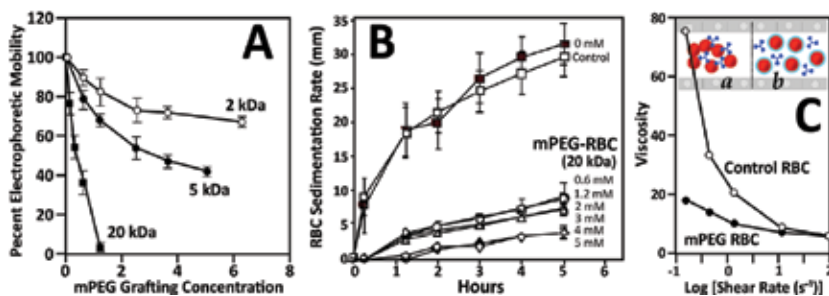 A
Pecent Electrophoretic Mobility
120
100
80
60
40
20
0
0 2 4 6 8
mPEG Grafting Concentration
2 kDa
5 kDa
20 kDa
B
RBC Sedimentation Rate (mm)
35
30
25
20
15
10
5
0
0 1 2 3 4 5 6
Hours
0 mM
Control
mPEG-RBC
(20 kDa)
0.6 mM
1.2 mM
2 mM
3 mM
4 mM
5 mM
C
Viscosity
80
60
40
20
0
-1 0 1 2
Log [Shear Rate (s⁻¹)]
a b
Control RBC
mPEG RBC